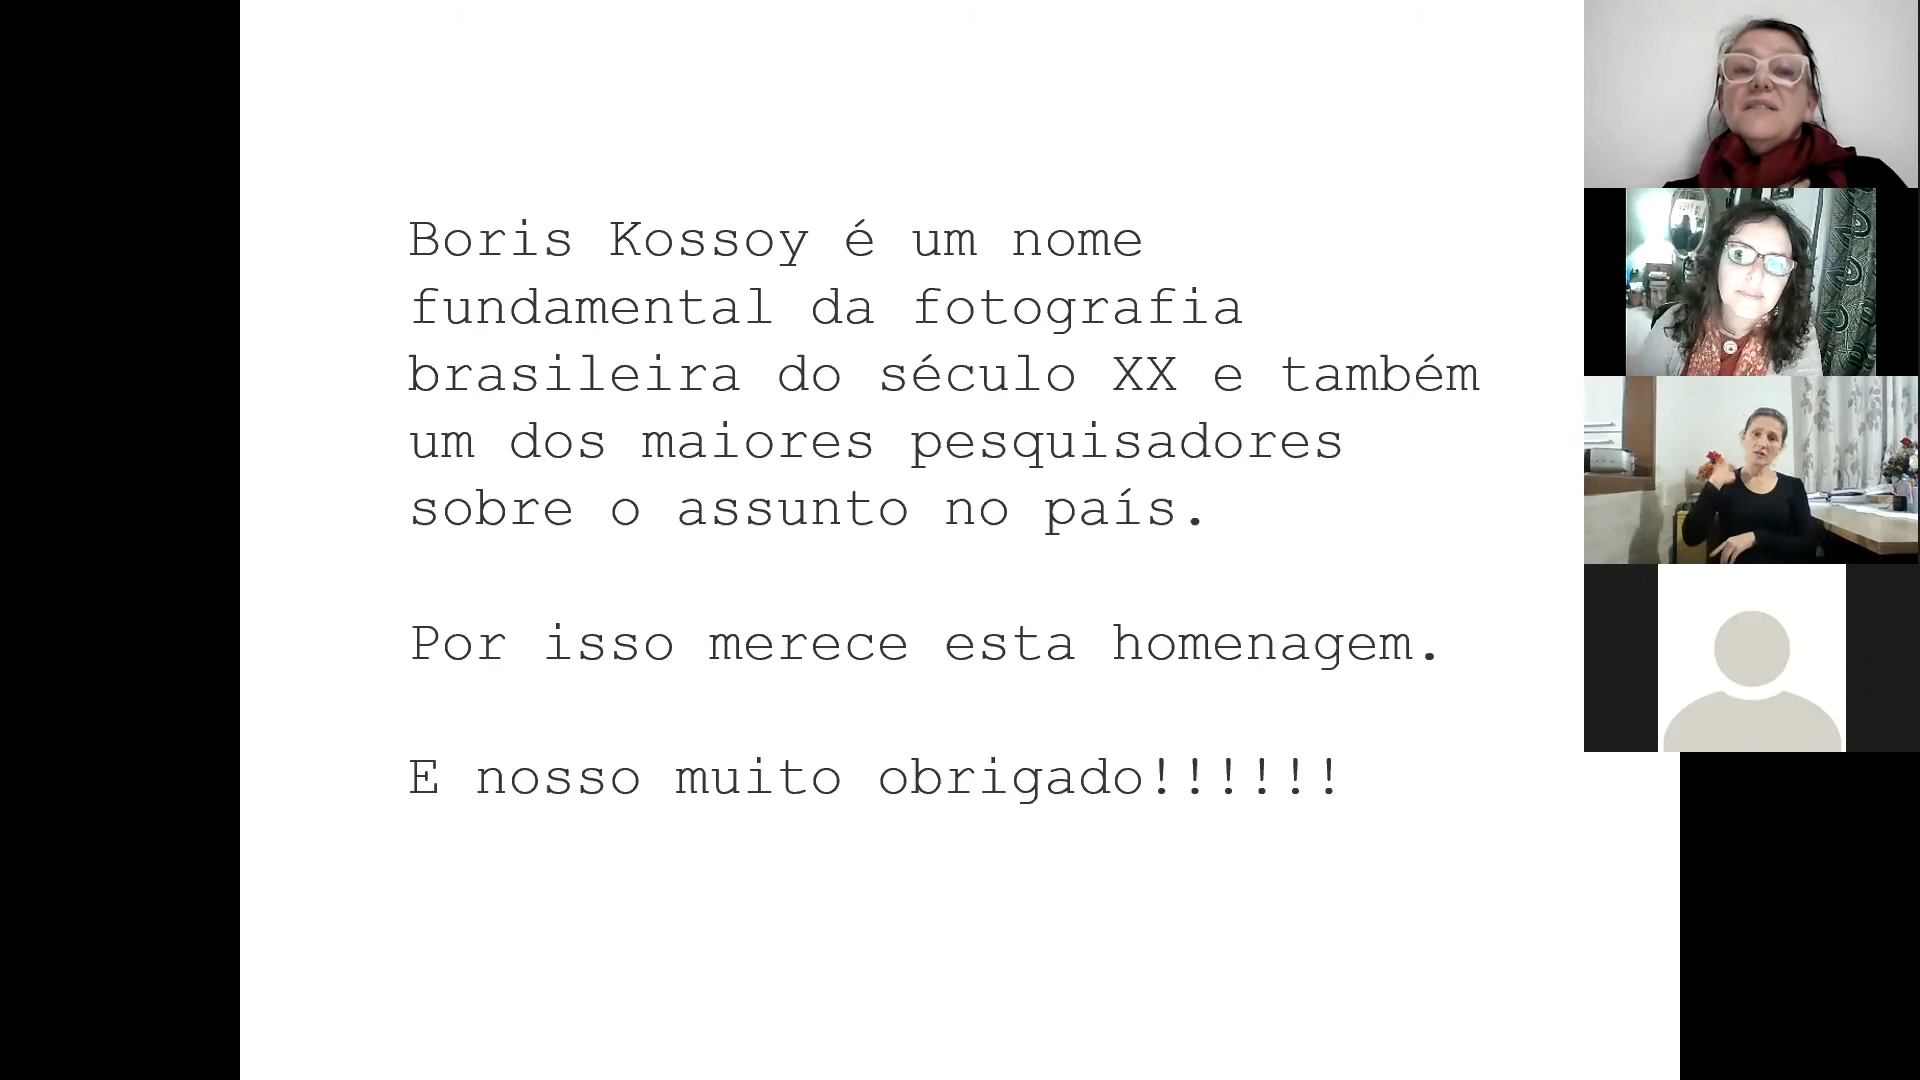 Boris Kossoy é um nome
fundamental da fotografia
brasileira do século XX e também
um dos maiores pesquisadores
sobre o assunto no país.
Por isso merece esta homenagem.
E nosso muito obrigado!!!!!!